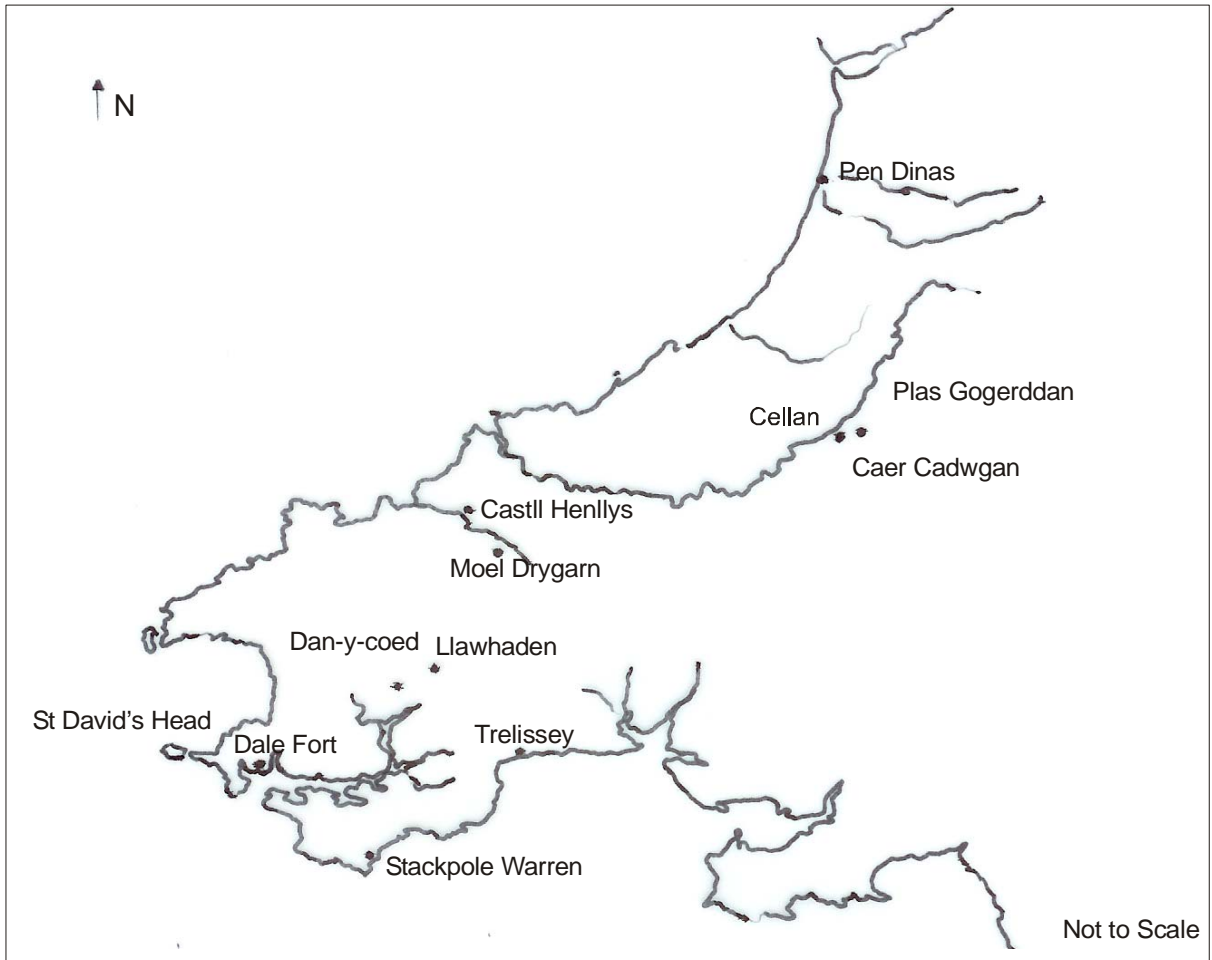 N
Pen Dinas
Plas Gogerddan
Cellan
Caer Cadwgan
Castll Henllys
Moel Drygarn
Dan-y-coed
Llawhaden
St David's Head
Dale Fort
Trelissey
Stackpole Warren
Not to Scale